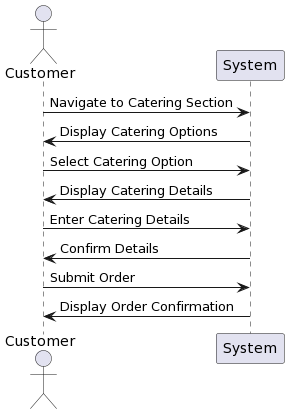 Customer
System
Navigate to Catering Section
Display Catering Options
Select Catering Option
Display Catering Details
Enter Catering Details
Confirm Details
Submit Order
Display Order Confirmation
Customer
System